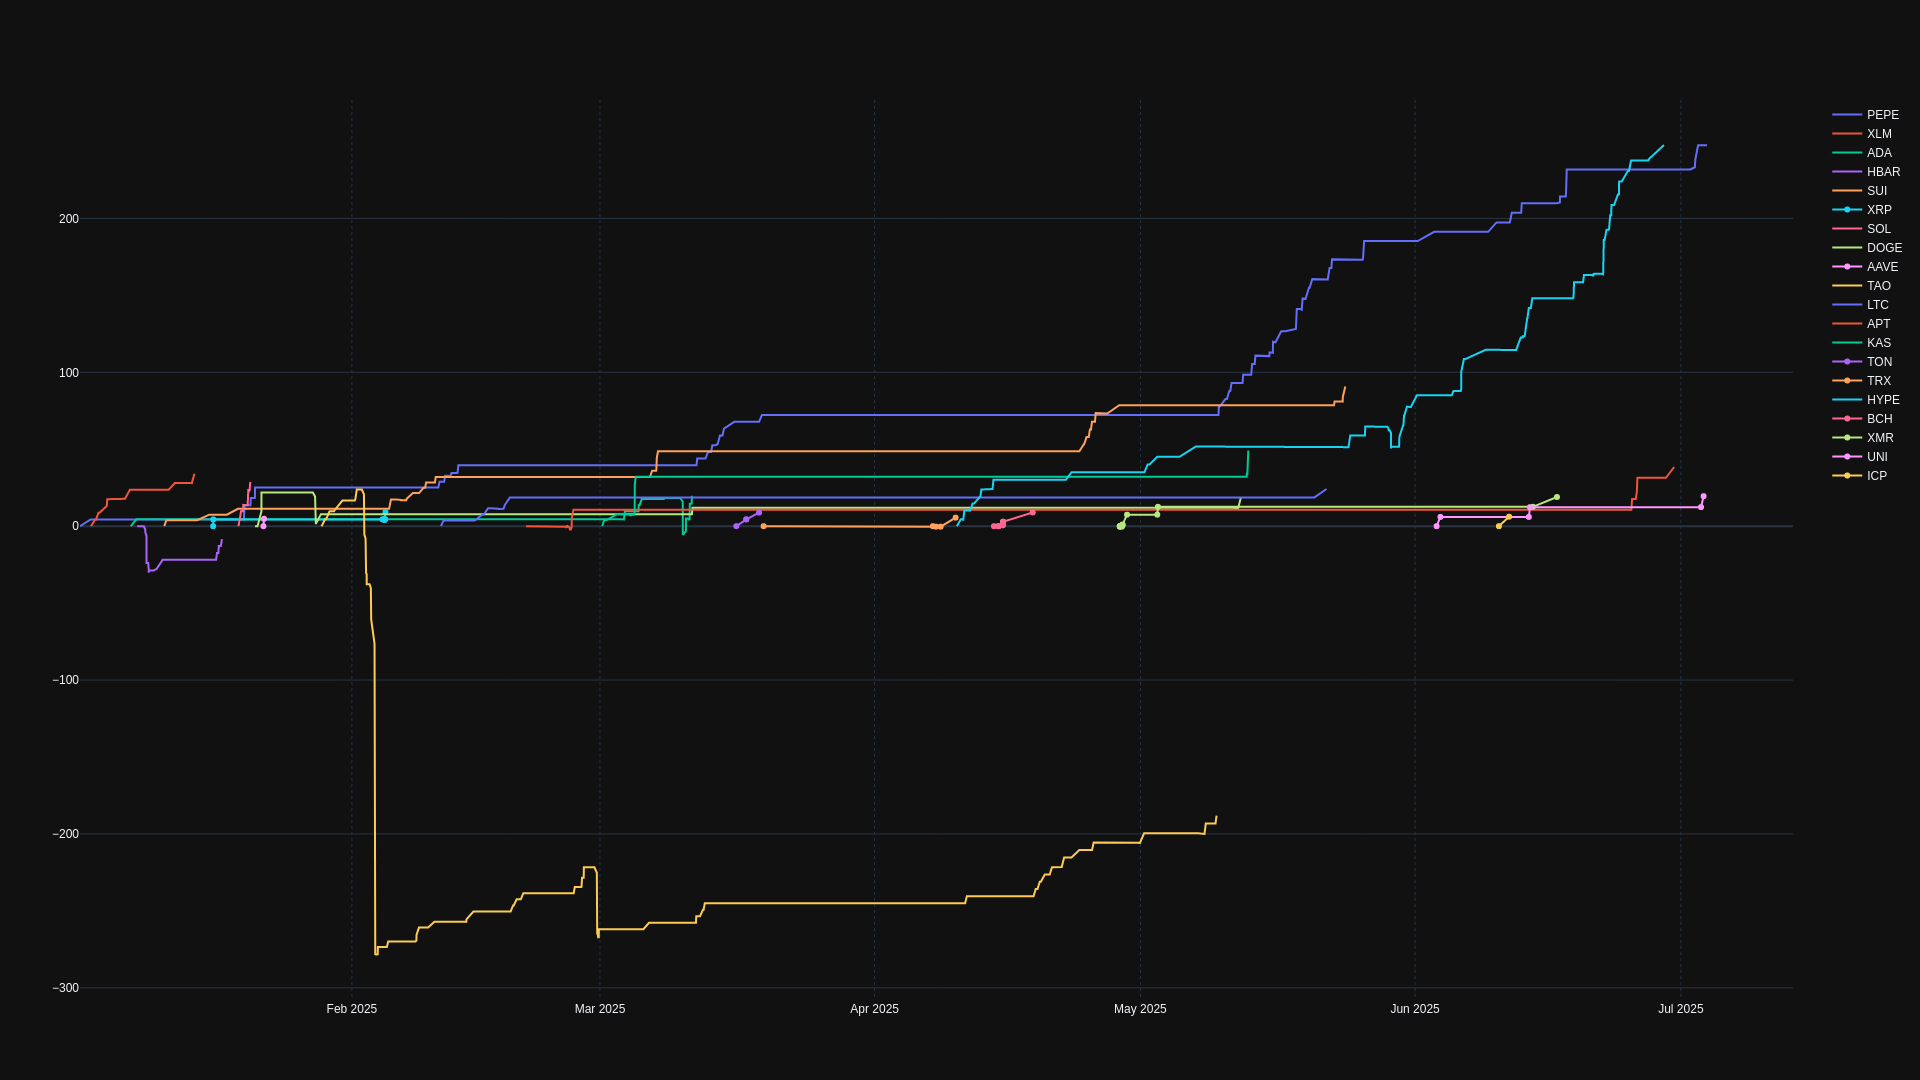 200
100
0
−100
−200
−300
Feb 2025
Mar 2025
Apr 2025
May 2025
Jun 2025
Jul 2025
PEPE
XLM
ADA
HBAR
SUI
XRP
SOL
DOGE
AAVE
TAO
LTC
APT
KAS
TON
TRX
HYPE
BCH
XMR
UNI
ICP